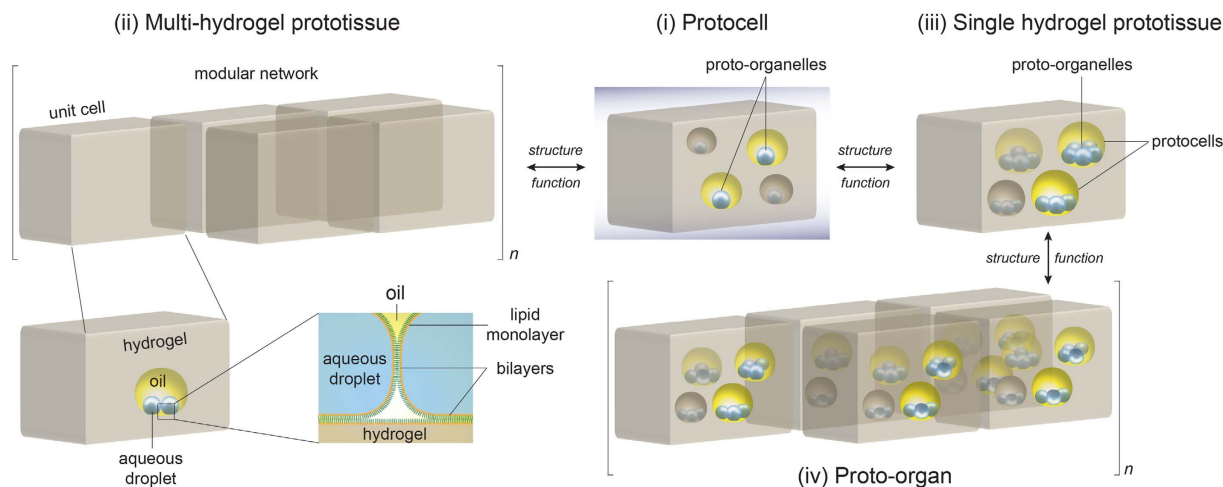 (ii) Multi-hydrogel prototissue
modular network
unit cell
n
hydrogel
oil
aqueous
droplet
oil
lipid
monolayer
aqueous
droplet
bilayers
hydrogel
structure
function
(i) Protocell
proto-organelles
structure
function
(iii) Single hydrogel prototissue
proto-organelles
protocells
structure function
n
(iv) Proto-organ